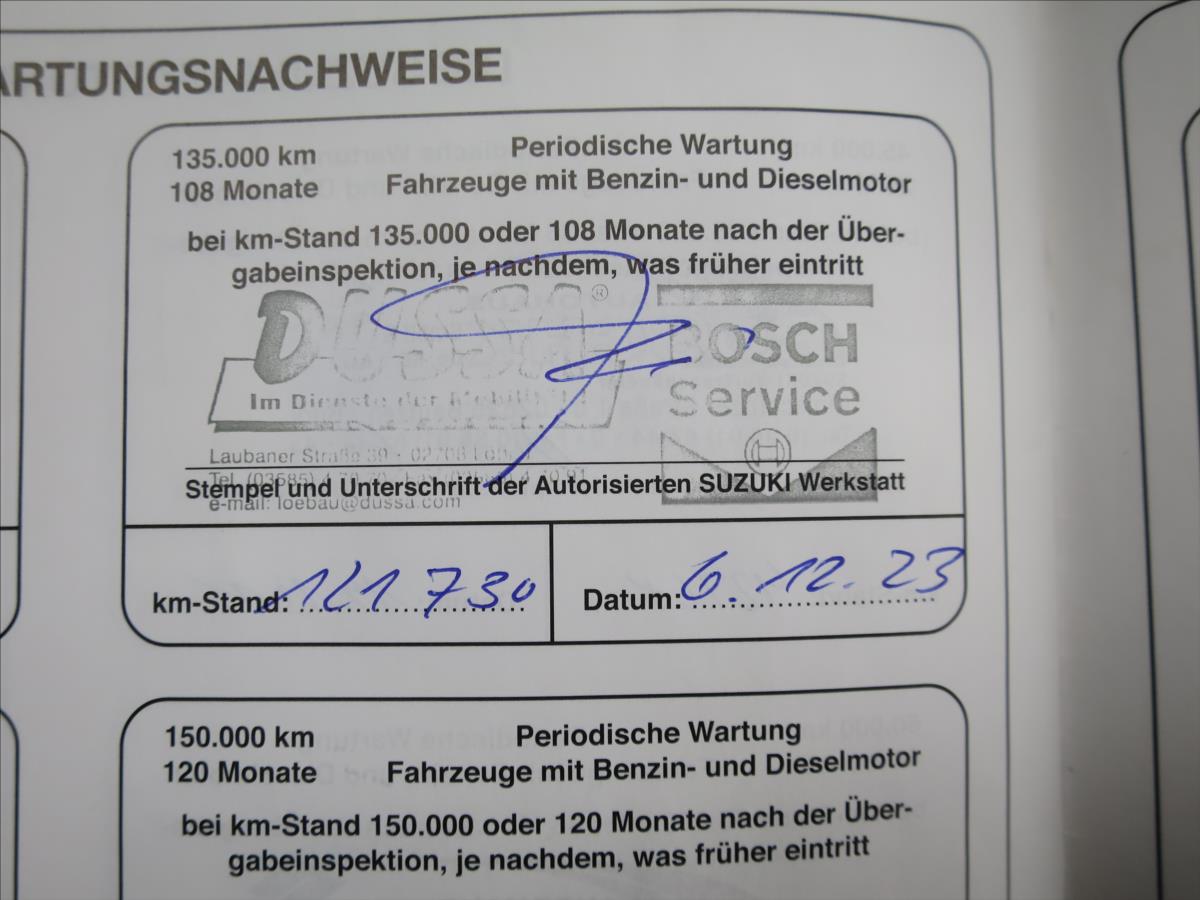 ARTUNGSNACHWEISE
135.000 km Periodische Wartung
108 Monate Fahrzeuge mit Benzin- und Dieselmotor
bei km-Stand 135.000 oder 108 Monate nach der Über-
gabeinspektion, je nachdem, was früher eintritt
DUSSA ® BOSCH
Im Dienste der Mobilität Service
Laubaner Straße 39 - 02708
Tel. (03585)
Stempel und Unterschrift der Autorisierten SUZUKI Werkstatt
e-mail: loebau@dussa.com
km-Stand: 121 730 Datum: 6.12.23
150.000 km Periodische Wartung
120 Monate Fahrzeuge mit Benzin- und Dieselmotor
bei km-Stand 150.000 oder 120 Monate nach der Über-
gabeinspektion, je nachdem, was früher eintritt